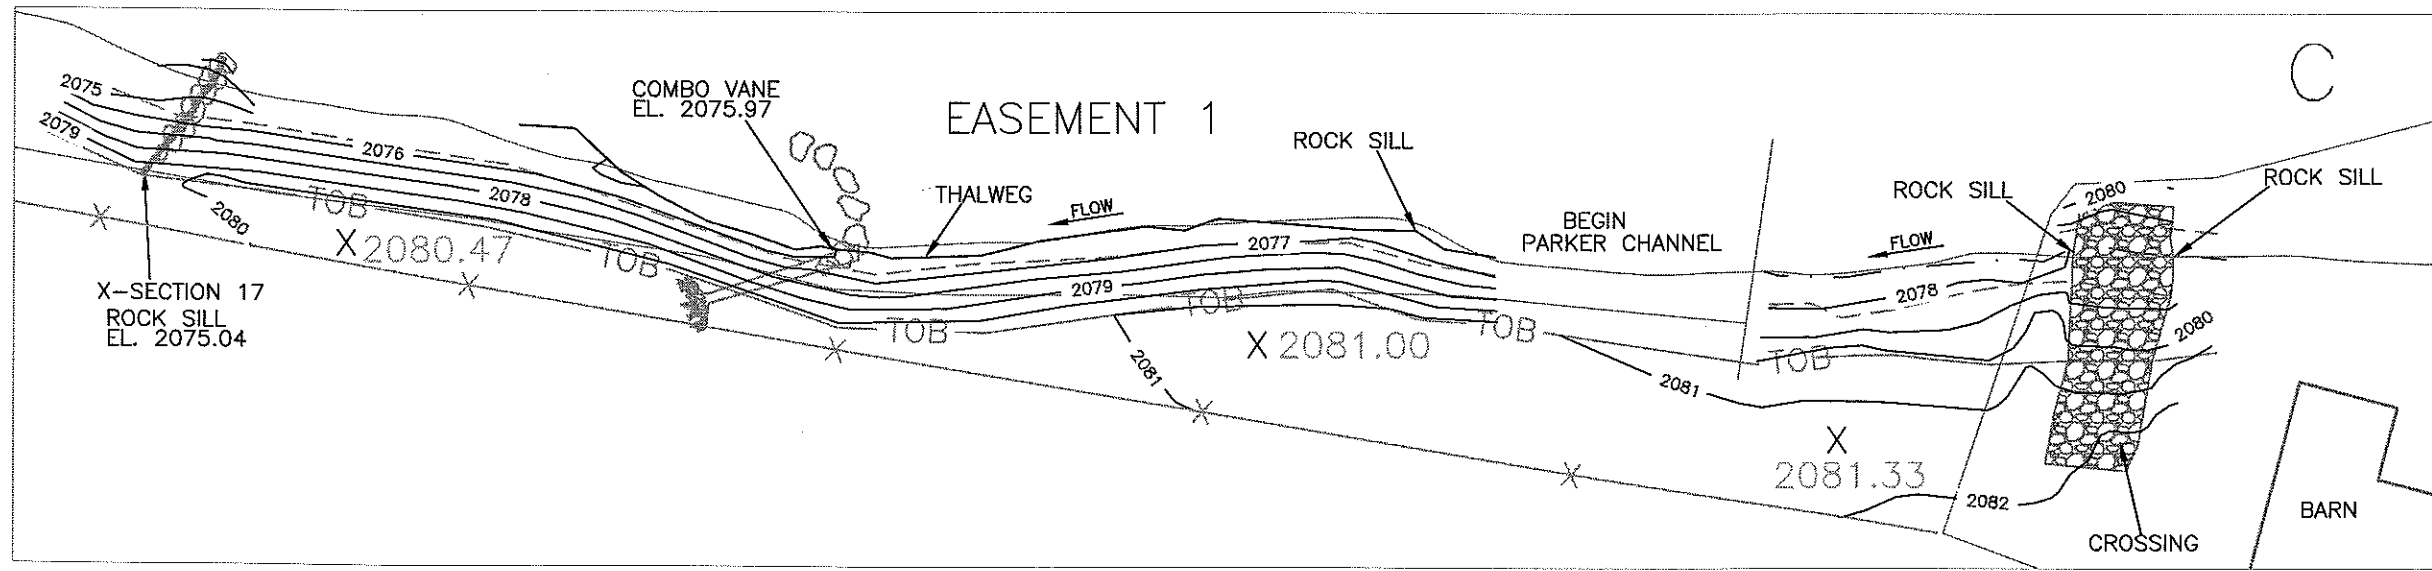 C
2075
2079
COMBO VANE
EL. 2075.97
EASEMENT 1
ROCK SILL
2076
2078
THALWEG
FLOW
BEGIN
PARKER CHANNEL
ROCK SILL
2080
ROCK SILL
TOB
2080
X 2080.47
TOB
2077
2079
TOB
FLOW
2078
2080
X-SECTION 17
ROCK SILL
EL. 2075.04
TOB
X 2081.00
TOB
TOB
2081
2081
X
2081.33
2082
BARN
CROSSING